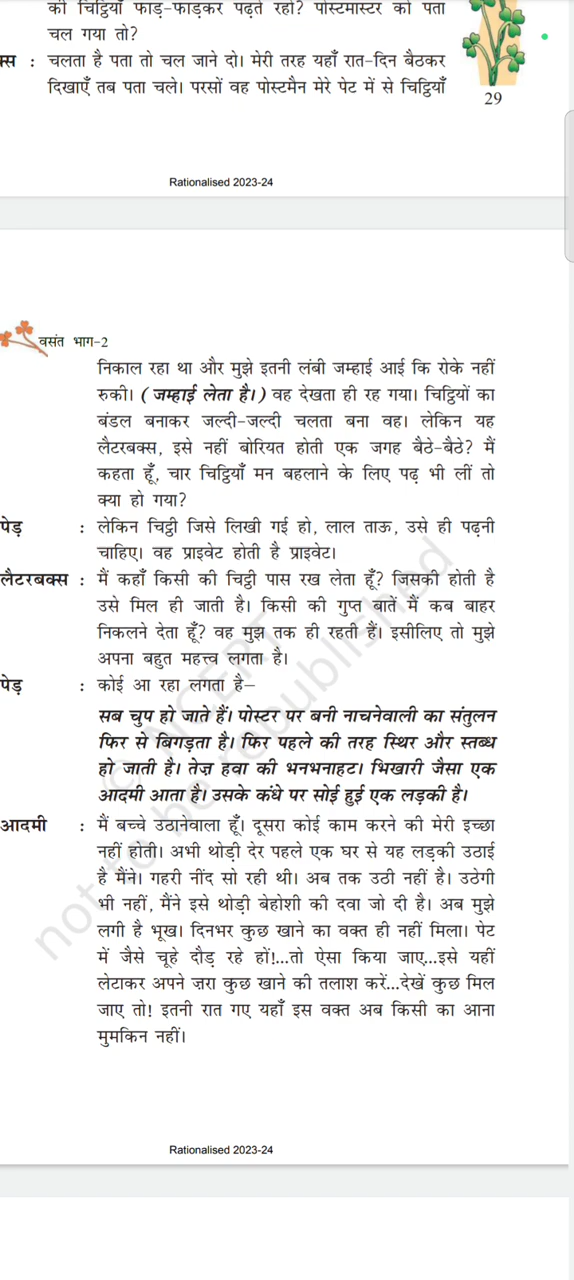 की चिट्ठियाँ फाड़-फाड़कर पढ़ते रहो? पोस्टमास्टर को पता
चल गया तो?
क्स : चलता है पता तो चल जाने दो। मेरी तरह यहाँ रात-दिन बैठकर
दिखाएँ तब पता चले। परसों वह पोस्टमैन मेरे पेट में से चिट्ठियाँ
29
Rationalised 2023-24
वसंत भाग-2
निकाल रहा था और मुझे इतनी लंबी जम्हाई आई कि रोके नहीं
रुकी। (जम्हाई लेता है।) वह देखता ही रह गया। चिट्ठियों का
बंडल बनाकर जल्दी-जल्दी चलता बना वह। लेकिन यह
लैटरबक्स, इसे नहीं बोरियत होती एक जगह बैठे-बैठे? मैं
कहता हूँ, चार चिट्ठियाँ मन बहलाने के लिए पढ़ भी लीं तो
क्या हो गया?
पेड़ : लेकिन चिट्ठी जिसे लिखी गई हो, लाल ताऊ, उसे ही पढ़नी
चाहिए। वह प्राइवेट होती है प्राइवेट।
लैटरबक्स : मैं कहाँ किसी की चिट्ठी पास रख लेता हूँ? जिसकी होती है
उसे मिल ही जाती है। किसी की गुप्त बातें मैं कब बाहर
निकलने देता हूँ? वह मुझ तक ही रहती हैं। इसीलिए तो मुझे
अपना बहुत महत्त्व लगता है।
पेड़ : कोई आ रहा लगता है–
सब चुप हो जाते हैं। पोस्टर पर बनी नाचनेवाली का संतुलन
फिर से बिगड़ता है। फिर पहले की तरह स्थिर और स्तब्ध
हो जाती है। तेज़ हवा की भनभनाहट। भिखारी जैसा एक
आदमी आता है। उसके कंधे पर सोई हुई एक लड़की है।
आदमी : मैं बच्चे उठानेवाला हूँ। दूसरा कोई काम करने की मेरी इच्छा
नहीं होती। अभी थोड़ी देर पहले एक घर से यह लड़की उठाई
है मैंने। गहरी नींद सो रही थी। अब तक उठी नहीं है। उठेगी
भी नहीं, मैंने इसे थोड़ी बेहोशी की दवा जो दी है। अब मुझे
लगी है भूख। दिनभर कुछ खाने का वक्त ही नहीं मिला। पेट
में जैसे चूहे दौड़ रहे हों!...तो ऐसा किया जाए...इसे यहीं
लेटाकर अपने ज़रा कुछ खाने की तलाश करें...देखें कुछ मिल
जाए तो! इतनी रात गए यहाँ इस वक्त अब किसी का आना
मुमकिन नहीं।
© NCERT
not to be republished
Rationalised 2023-24